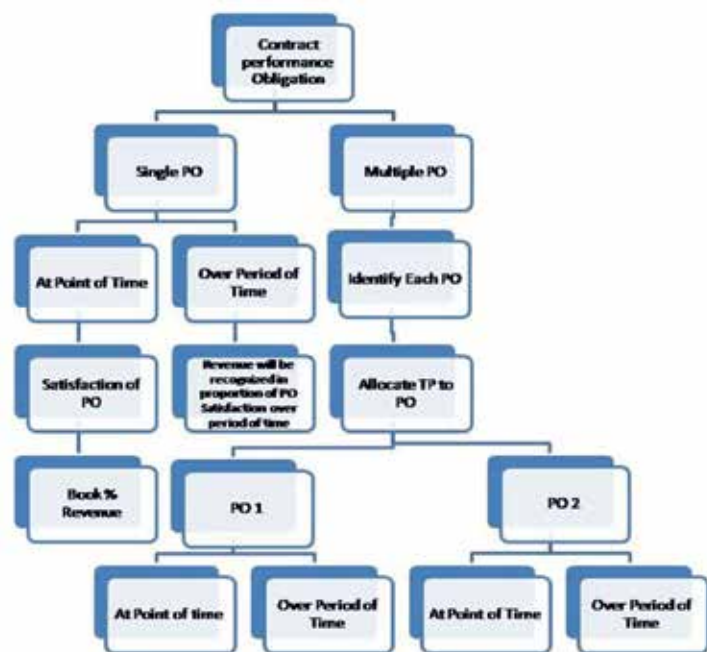 Contract
performance
Obligation
Single PO
Multiple PO
At Point of Time
Over Period of
Time
Identify Each PO
Satisfaction of
PO
Revenue will be
recognized in
proportion of PO
Satisfaction over
period of time
Allocate TP to
PO
Book %
Revenue
PO 1
PO 2
At Point of time
Over Period of
Time
At Point of Time
Over Period of
Time